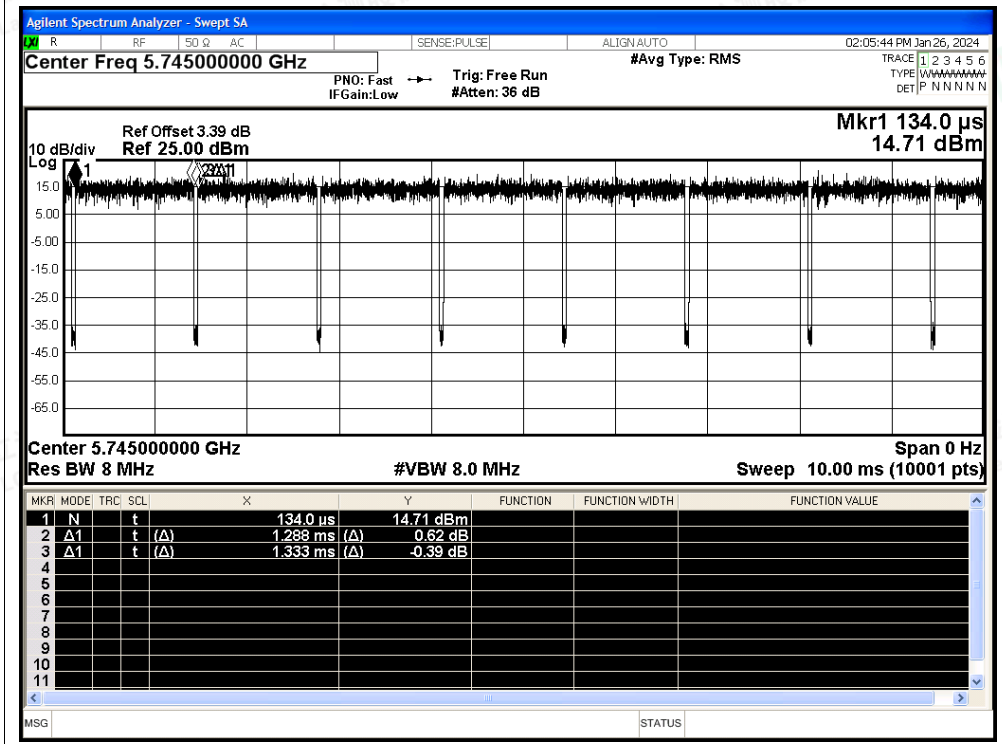 Agilent Spectrum Analyzer - Swept SA
LXI R RF 50 Ω AC SENSE:PULSE ALIGN AUTO 02:05:44 PM Jan 26, 2024
Center Freq 5.745000000 GHz #Avg Type: RMS TRACE 1 2 3 4 5 6
PNO: Fast Trig: Free Run TYPE W
IFGain:Low #Atten: 36 dB DET P N N N N N
Mkr1 134.0 µs
Ref Offset 3.39 dB
10 dB/div Ref 25.00 dBm 14.71 dBm
Log
1
15.0
5.00
-5.00
-15.0
-25.0
-35.0
-45.0
-55.0
-65.0
Center 5.745000000 GHz Span 0 Hz
Res BW 8 MHz #VBW 8.0 MHz Sweep 10.00 ms (10001 pts)
MKR MODE TRC SCL X Y FUNCTION FUNCTION WIDTH FUNCTION VALUE
1 N t 134.0 µs 14.71 dBm
2 Δ1 t (Δ) 1.288 ms (Δ) 0.62 dB
3 Δ1 t (Δ) 1.333 ms (Δ) -0.39 dB
4
5
6
7
8
9
10
11
MSG STATUS